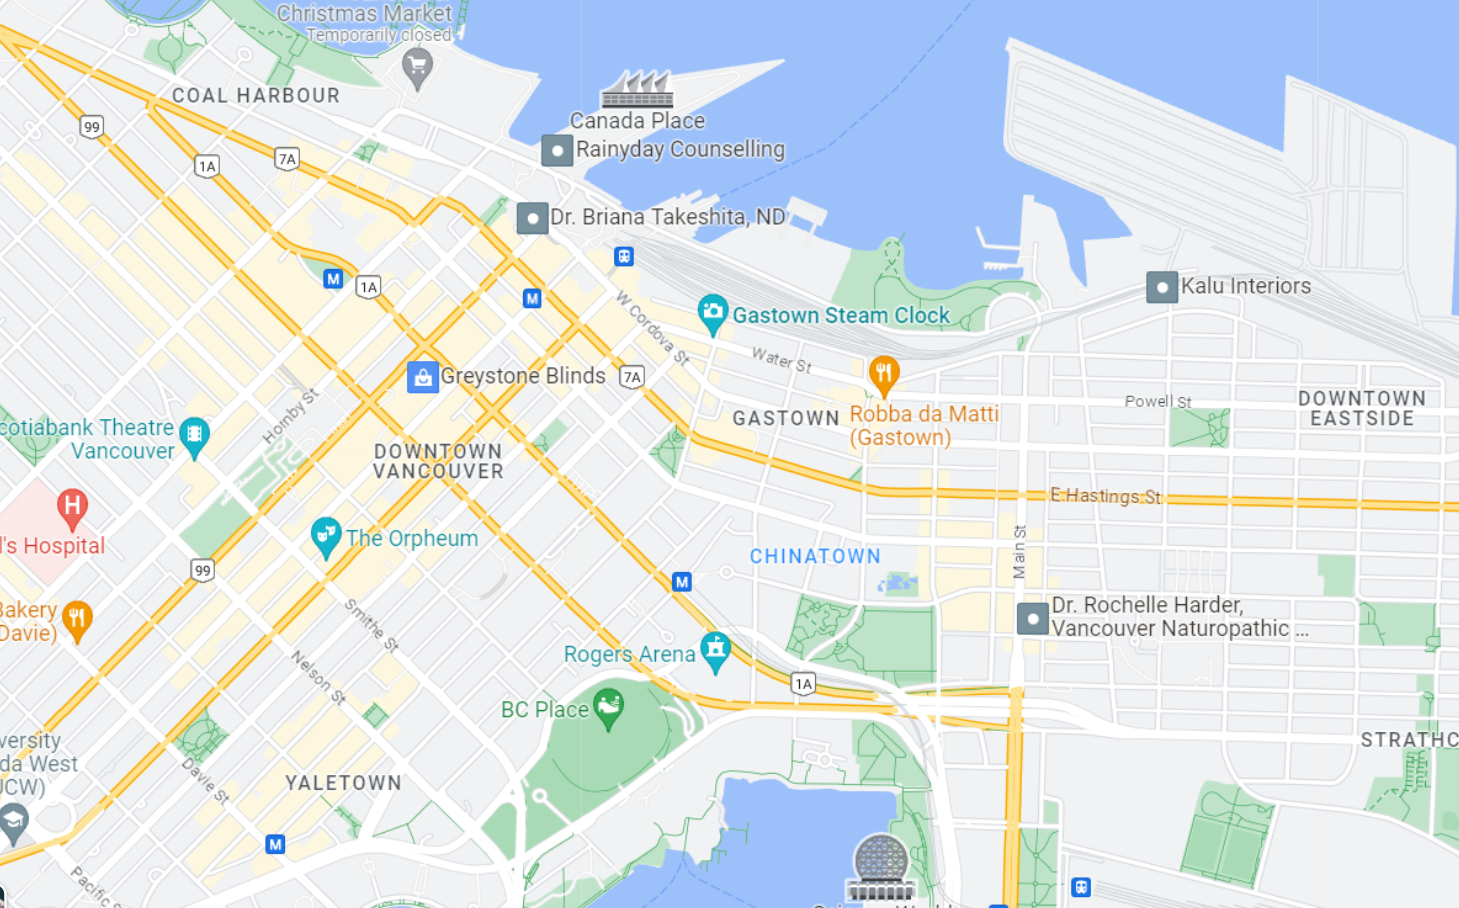 Christmas Market
Temporarily closed
COAL HARBOUR
99
1A
7A
Canada Place
Rainyday Counselling
Dr. Briana Takeshita, ND
M
1A
M
W Cordova St
Gastown Steam Clock
Kalu Interiors
Water St
Greystone Blinds
7A
Hornby St
Robba da Matti
(Gastown)
GASTOWN
Powell St
DOWNTOWN
EASTSIDE
cotiabank Theatre
Vancouver
DOWNTOWN
VANCOUVER
E Hastings St
H
l's Hospital
The Orpheum
Main St
CHINATOWN
99
M
Bakery
Davie)
Smithe St
Dr. Rochelle Harder,
Vancouver Naturopathic ...
Rogers Arena
Nelson St
1A
BC Place
versity
da West
JCW)
Davie St
YALETOWN
STRATHC
M
Pacific S